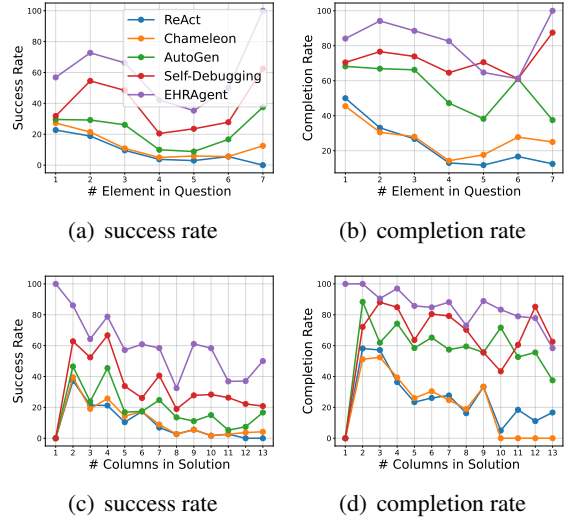 Success Rate
100
80
60
40
20
0
1 2 3 4 5 6 7
# Element in Question
ReAct
Chameleon
AutoGen
Self-Debugging
EHRAgent
(a) success rate
Completion Rate
100
80
60
40
20
1 2 3 4 5 6 7
# Element in Question
(b) completion rate
Success Rate
100
80
60
40
20
0
1 2 3 4 5 6 7 8 9 10 11 12 13
# Columns in Solution
(c) success rate
Completion Rate
100
80
60
40
20
0
1 2 3 4 5 6 7 8 9 10 11 12 13
# Columns in Solution
(d) completion rate